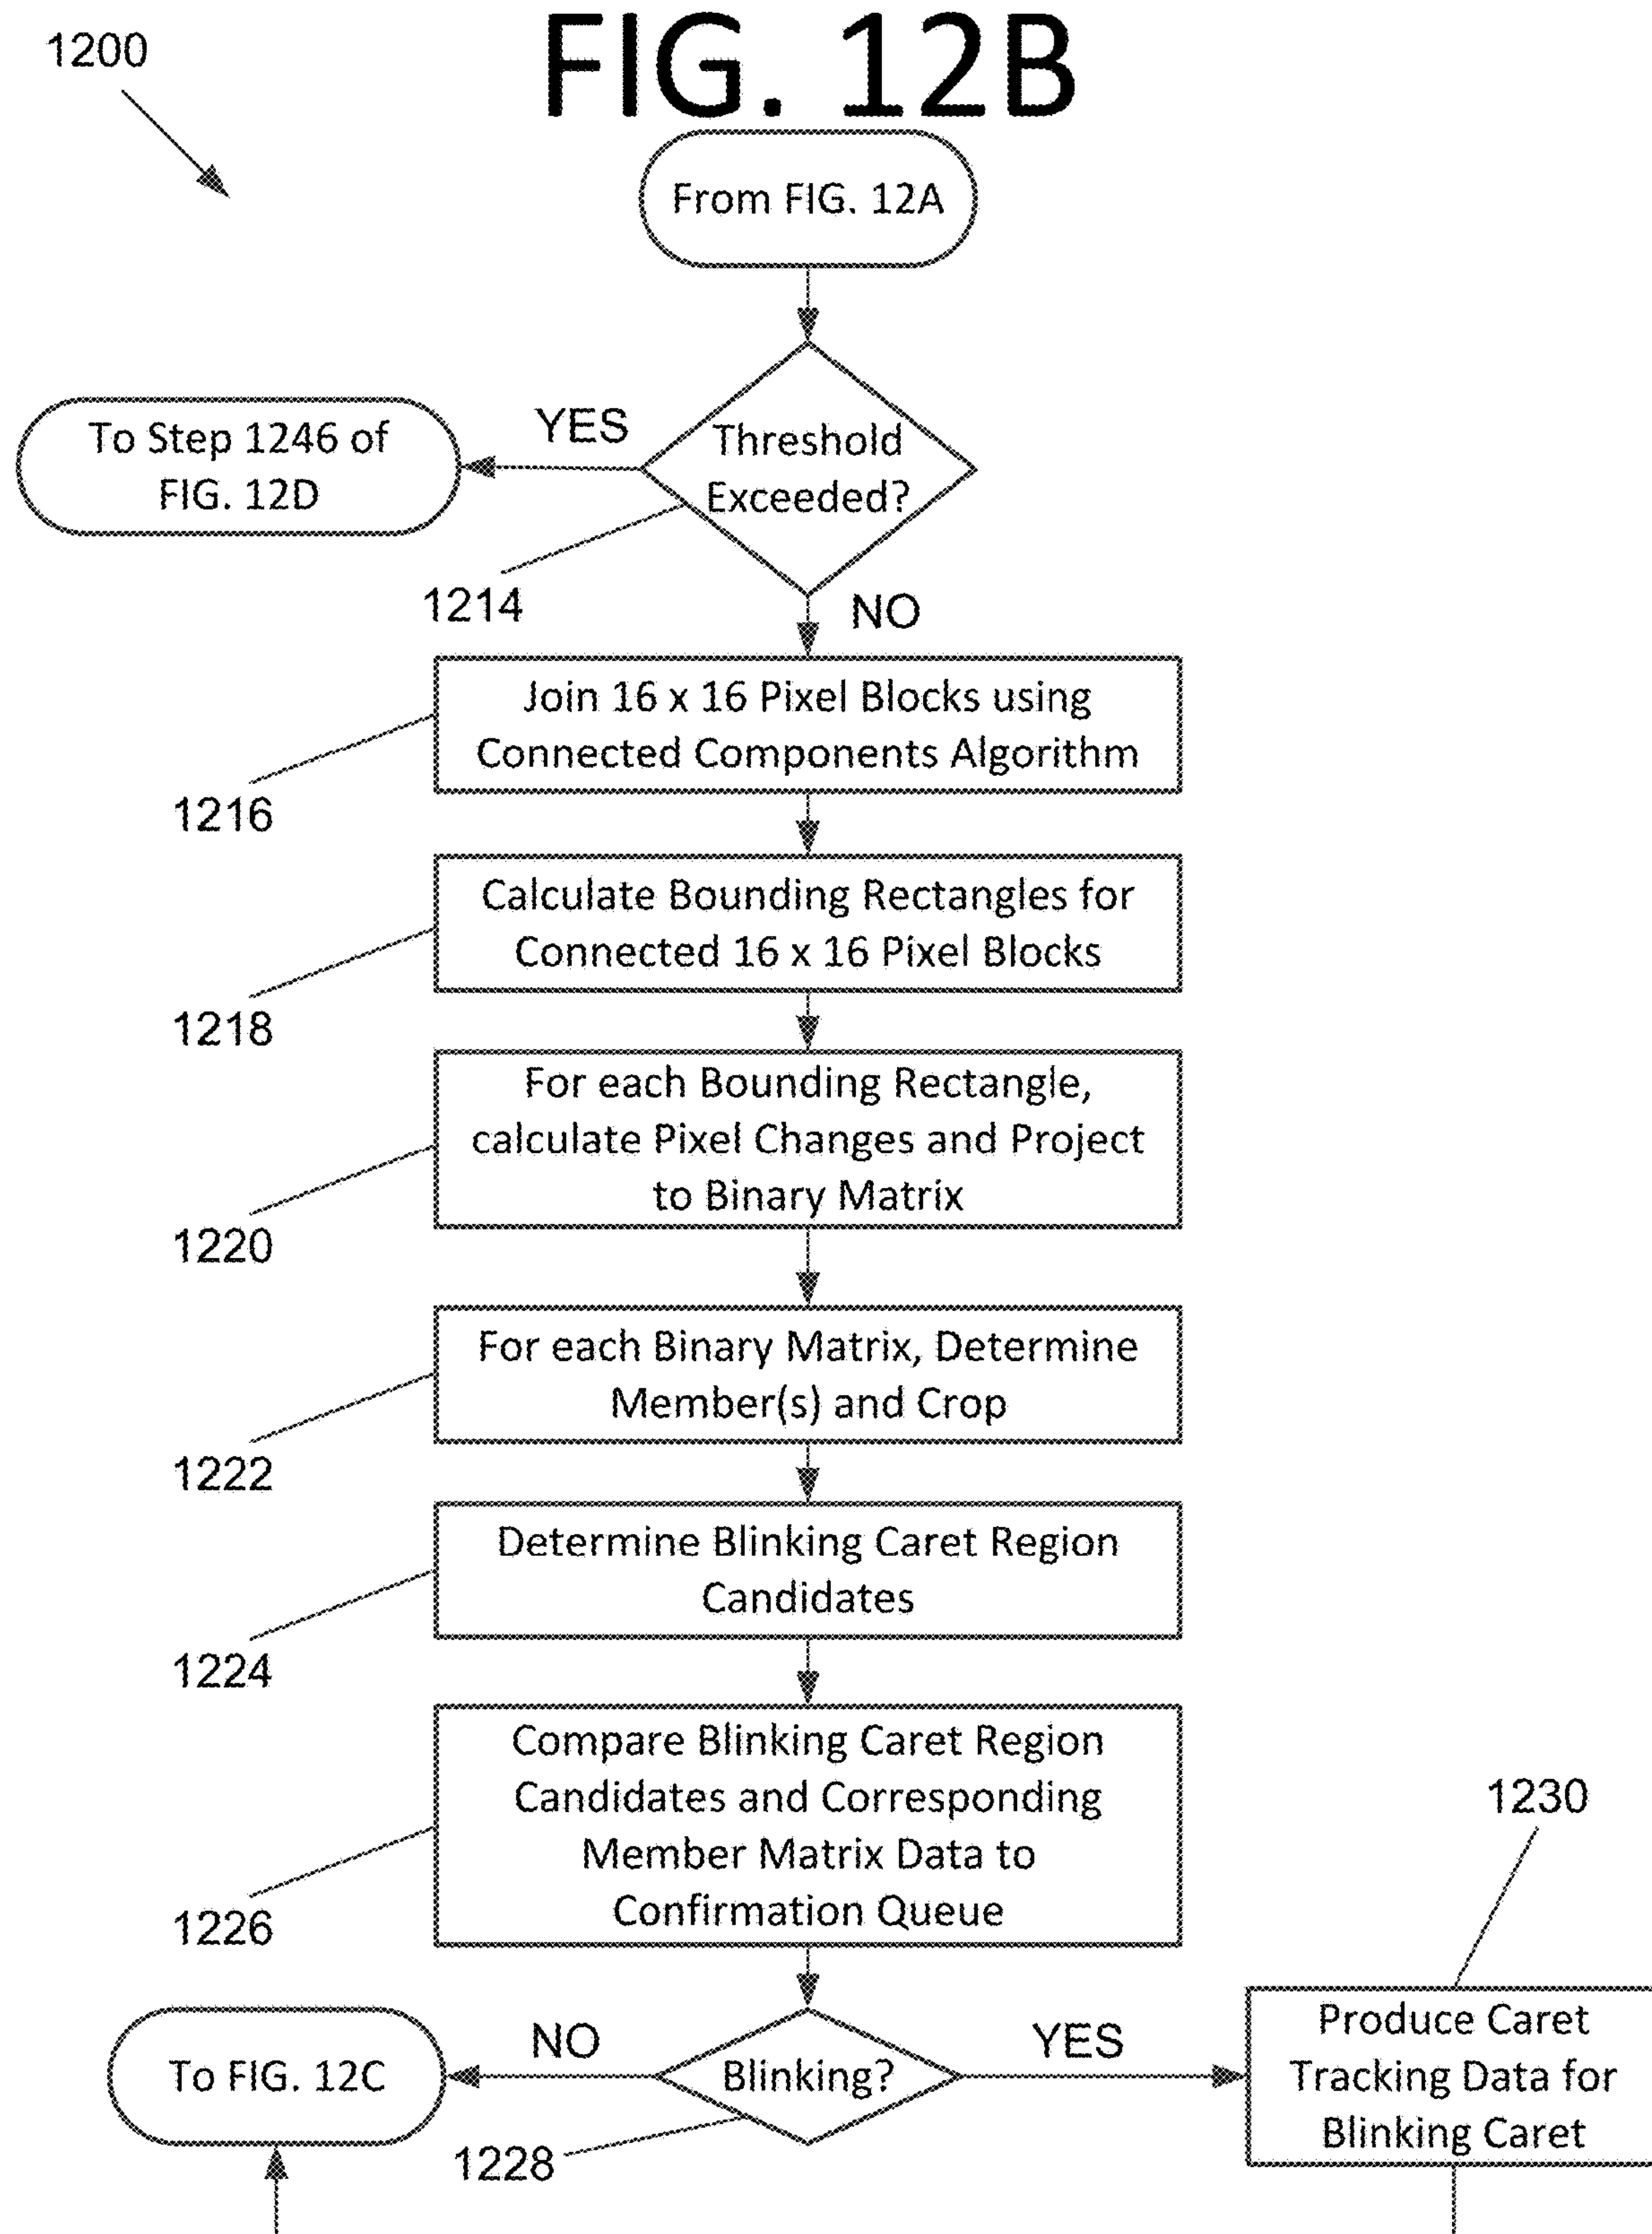 FIG. 12B
1200
From FIG. 12A
Threshold
Exceeded?
YES
To Step 1246 of
FIG. 12D
1214
NO
Join 16 x 16 Pixel Blocks using
Connected Components Algorithm
1216
Calculate Bounding Rectangles for
Connected 16 x 16 Pixel Blocks
1218
For each Bounding Rectangle,
calculate Pixel Changes and Project
to Binary Matrix
1220
For each Binary Matrix, Determine
Member(s) and Crop
1222
Determine Blinking Caret Region
Candidates
1224
Compare Blinking Caret Region
Candidates and Corresponding
Member Matrix Data to
Confirmation Queue
1226
1230
Blinking?
NO
To FIG. 12C
YES
Produce Caret
Tracking Data for
Blinking Caret
1228